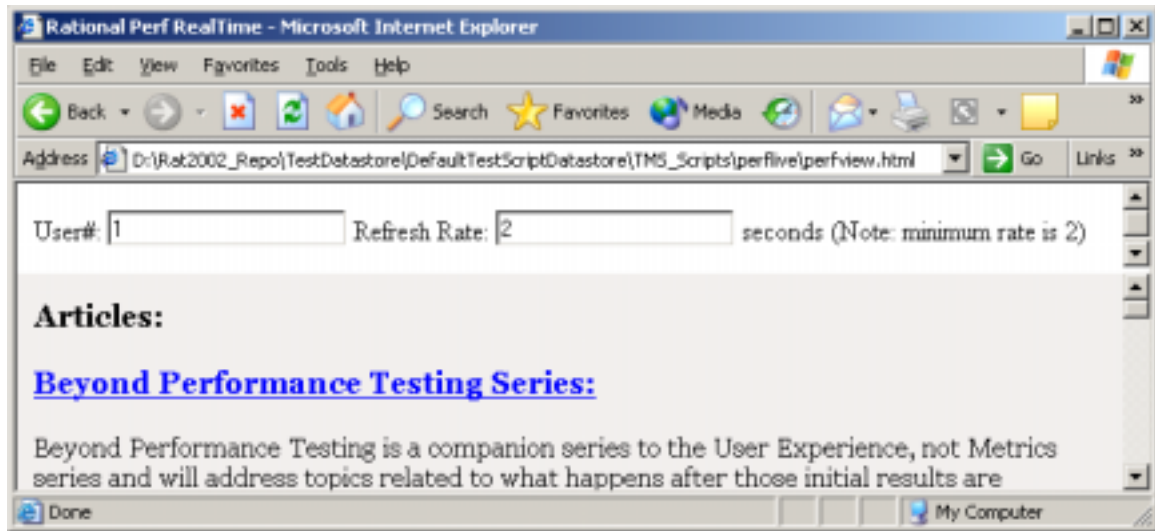 Rational Perf RealTime - Microsoft Internet Explorer
File Edit View Favorites Tools Help
Back Search Favorites Media
Address D:\Rat2002_Repo\TestDatastore\DefaultTestScriptDatastore\TMS_Scripts\perflive\perfview.html Go Links
User#: 1 Refresh Rate: 2 seconds (Note: minimum rate is 2)
Articles:
Beyond Performance Testing Series:
Beyond Performance Testing is a companion series to the User Experience, not Metrics
series and will address topics related to what happens after those initial results are
Done My Computer